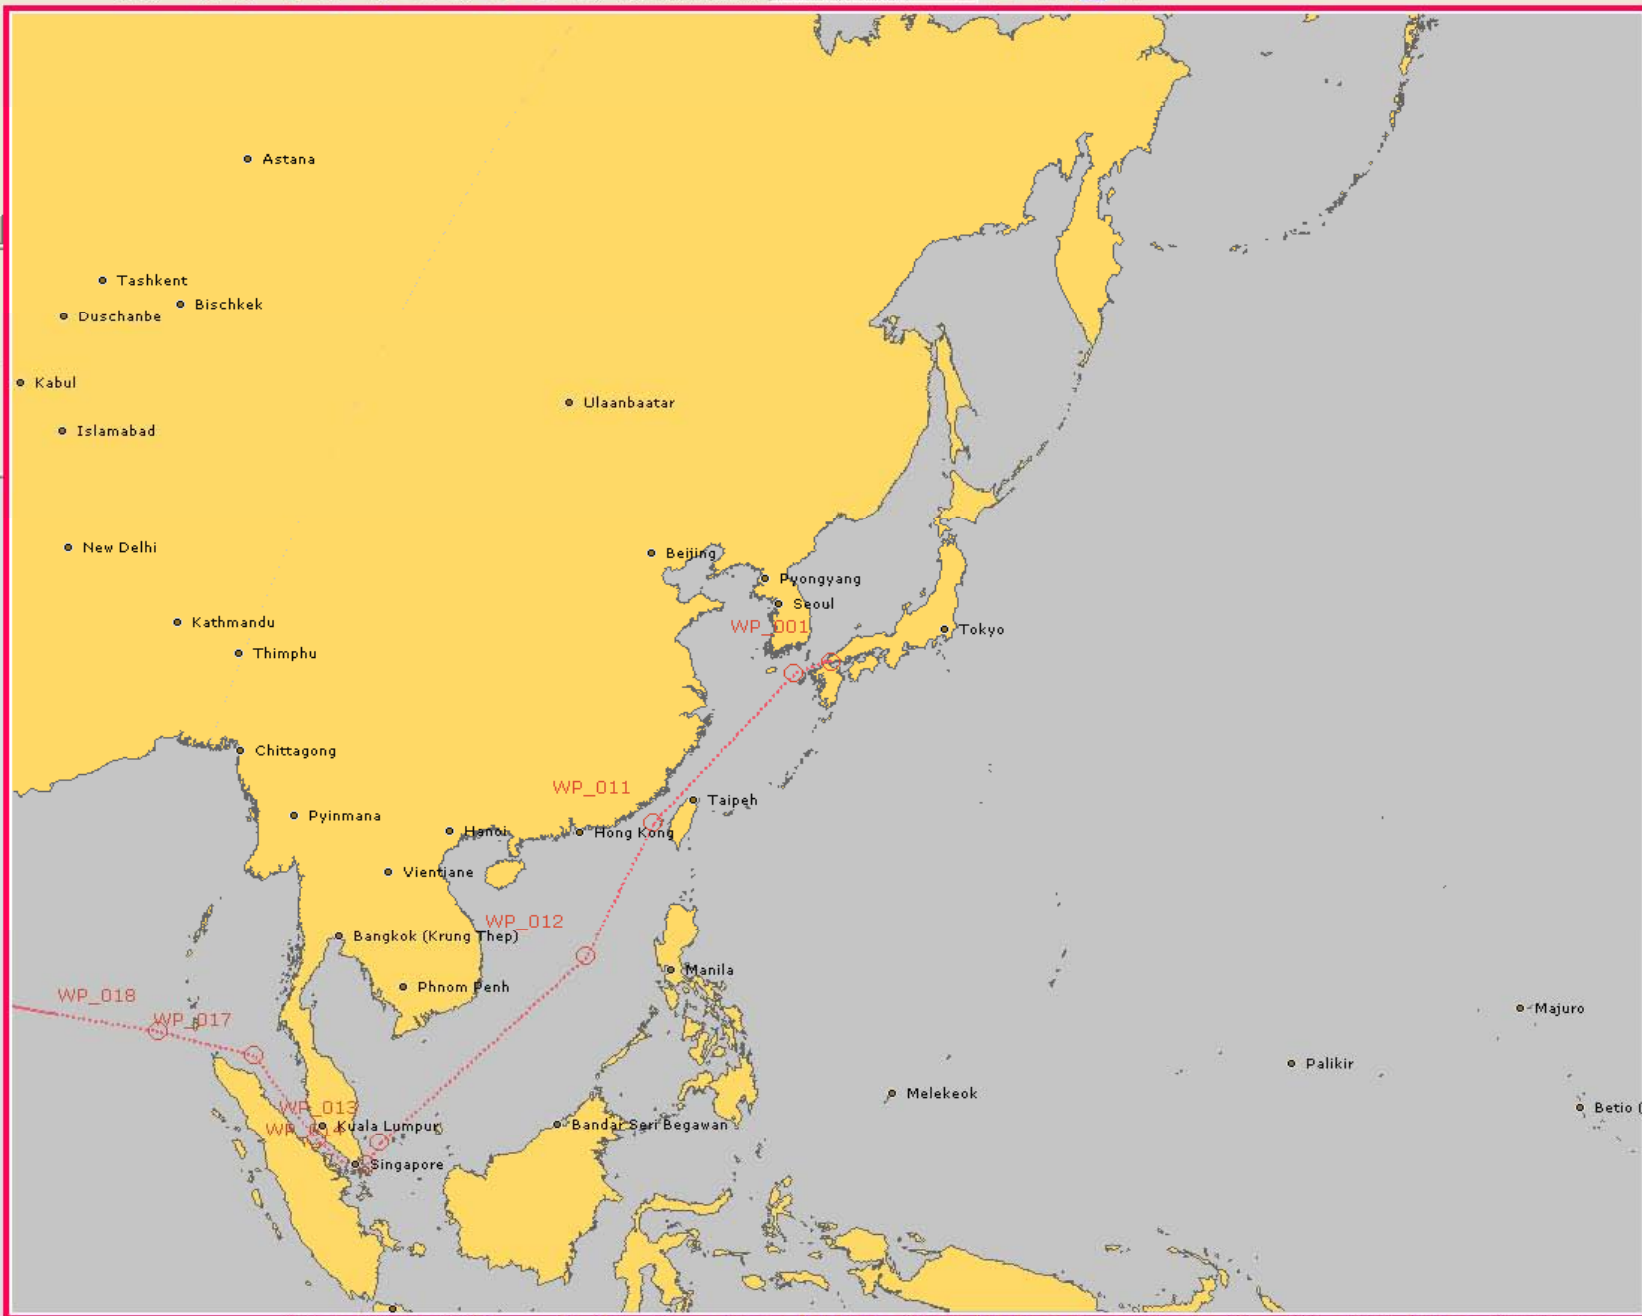 Astana
Tashkent
Bischkek
Duschanbe
Kabul
Ulaanbaatar
Islamabad
New Delhi
Beijing
Pyongyang
Seoul
WP_001
Tokyo
Kathmandu
Thimphu
Chittagong
WP_011
Taipeh
Pyinmana
Hanoi
Hong Kong
Vientiane
WP_012
Bangkok (Krung Thep)
Manila
Phnom Penh
WP_018
WP_017
Majuro
Palikir
Melekeok
WP_013
Betio (
Kuala Lumpur
WP_014
Bandar Seri Begawan
Singapore